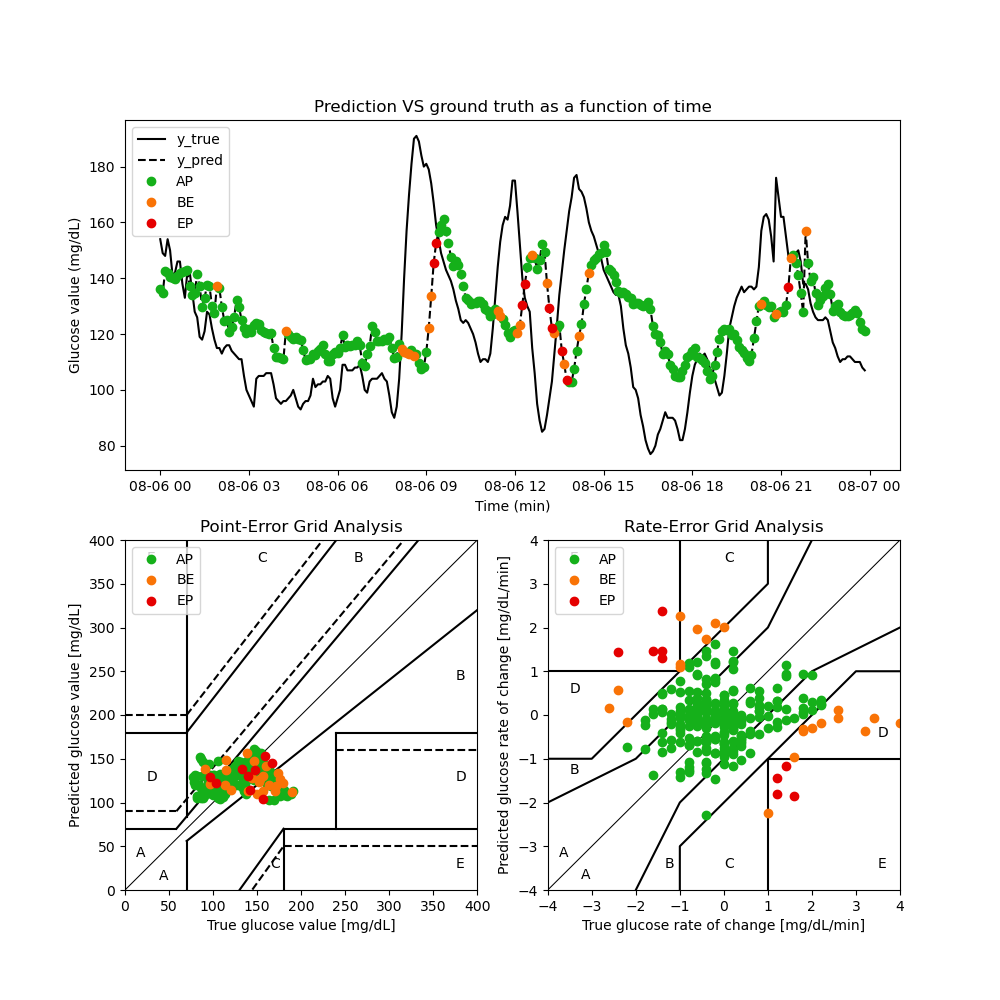 Prediction VS ground truth as a function of time
y_true
y_pred
AP
BE
EP
Glucose value (mg/dL)
180
160
140
120
100
80
08-06 00 08-06 03 08-06 06 08-06 09 08-06 12 08-06 15 08-06 18 08-06 21 08-07 00
Time (min)
Point-Error Grid Analysis
AP
BE
EP
C
B
B
D
D
A
A
C
E
Predicted glucose value [mg/dL]
400
350
300
250
200
150
100
50
0
0 50 100 150 200 250 300 350 400
True glucose value [mg/dL]
Rate-Error Grid Analysis
AP
BE
EP
C
D
D
B
A
A
B
C
E
Predicted glucose rate of change [mg/dL/min]
4
3
2
1
0
−1
−2
−3
−4
−4 −3 −2 −1 0 1 2 3 4
True glucose rate of change [mg/dL/min]